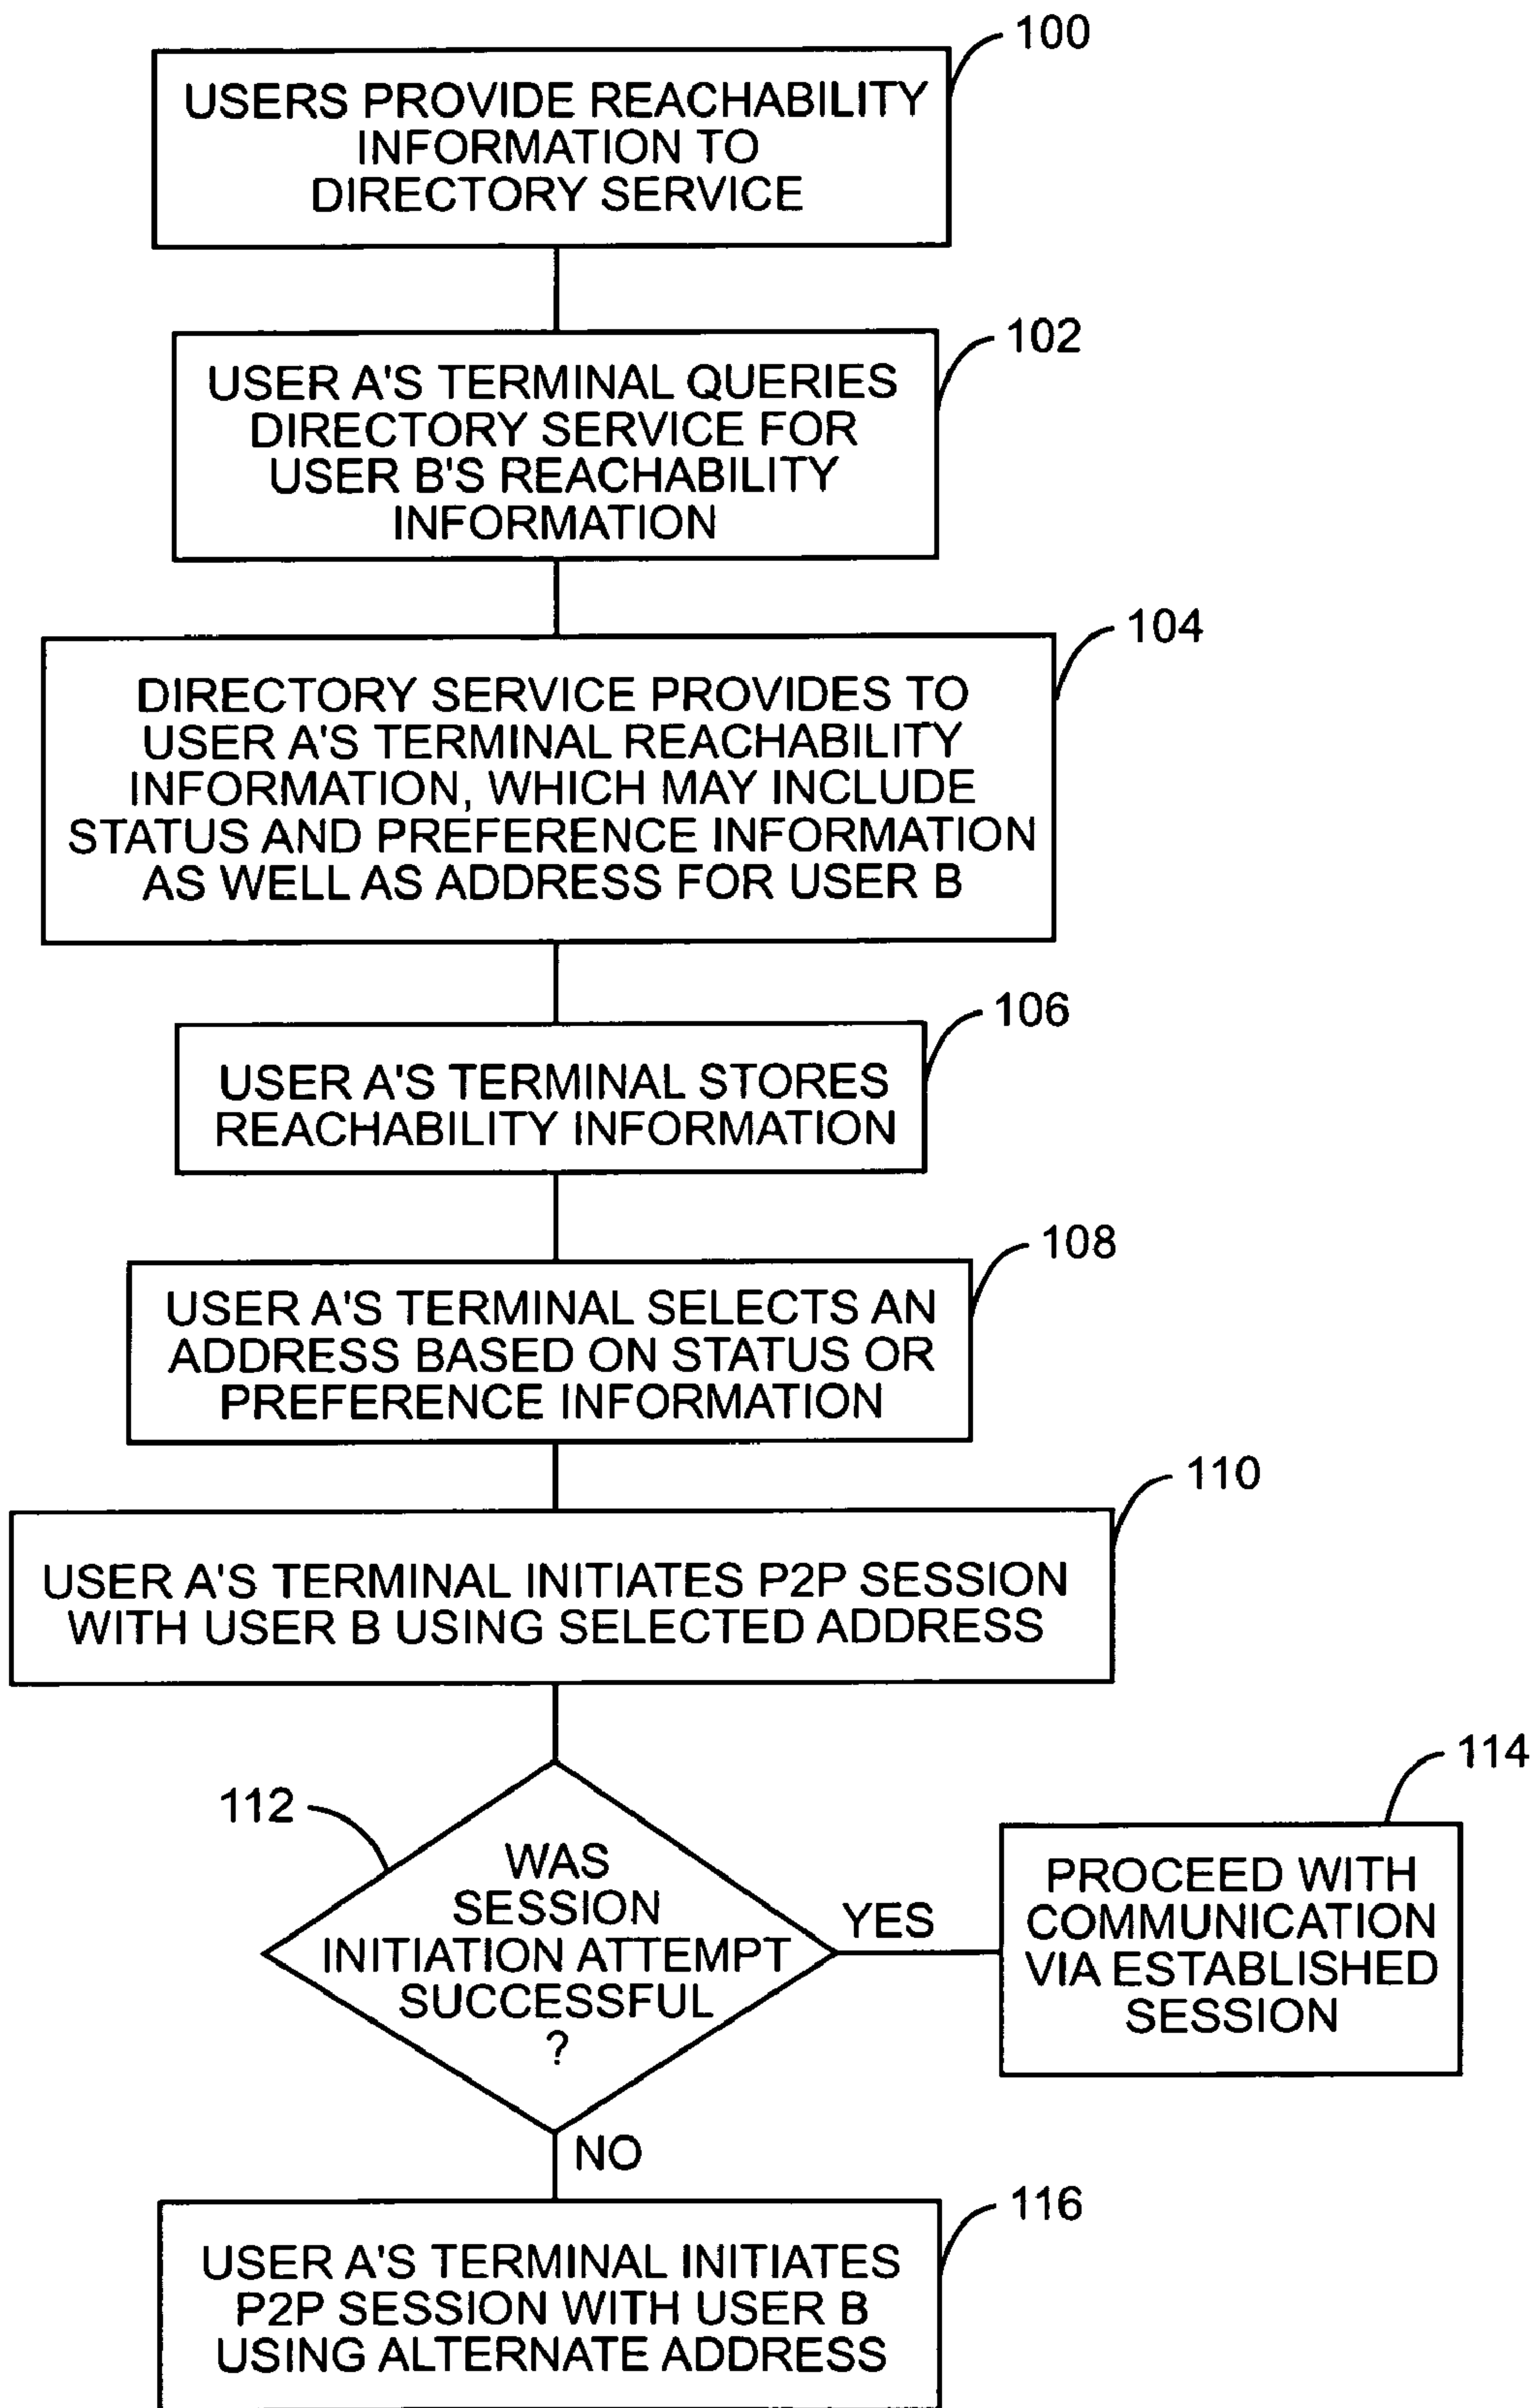 100
USERS PROVIDE REACHABILITY
INFORMATION TO
DIRECTORY SERVICE
102
USER A'S TERMINAL QUERIES
DIRECTORY SERVICE FOR
USER B'S REACHABILITY
INFORMATION
104
DIRECTORY SERVICE PROVIDES TO
USER A'S TERMINAL REACHABILITY
INFORMATION, WHICH MAY INCLUDE
STATUS AND PREFERENCE INFORMATION
AS WELL AS ADDRESS FOR USER B
106
USER A'S TERMINAL STORES
REACHABILITY INFORMATION
108
USER A'S TERMINAL SELECTS AN
ADDRESS BASED ON STATUS OR
PREFERENCE INFORMATION
110
USER A'S TERMINAL INITIATES P2P SESSION
WITH USER B USING SELECTED ADDRESS
112
WAS
SESSION
INITIATION ATTEMPT
SUCCESSFUL
?
YES
114
PROCEED WITH
COMMUNICATION
VIA ESTABLISHED
SESSION
NO
116
USER A'S TERMINAL INITIATES
P2P SESSION WITH USER B
USING ALTERNATE ADDRESS